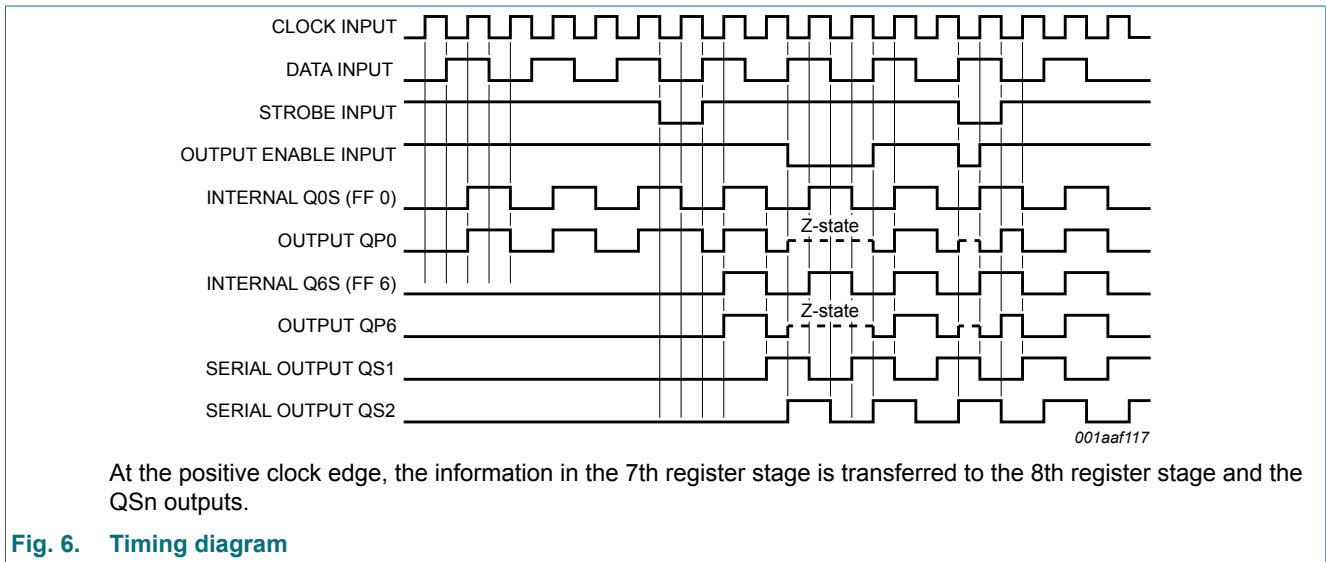 CLOCK INPUT
DATA INPUT
STROBE INPUT
OUTPUT ENABLE INPUT
INTERNAL Q0S (FF 0)
Z-state
OUTPUT QP0
INTERNAL Q6S (FF 6)
Z-state
OUTPUT QP6
SERIAL OUTPUT QS1
SERIAL OUTPUT QS2
001aaf117
At the positive clock edge, the information in the 7th register stage is transferred to the 8th register stage and the
QSn outputs.
Fig. 6. Timing diagram